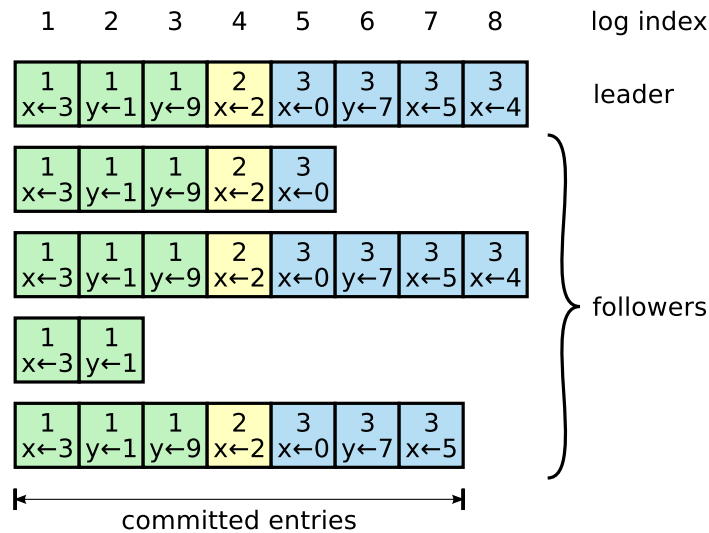 1 2 3 4 5 6 7 8 log index
1 1 1 2 3 3 3 3
x←3 y←1 y←9 x←2 x←0 y←7 x←5 x←4
leader
1 1 1 2 3
x←3 y←1 y←9 x←2 x←0
1 1 1 2 3 3 3 3
x←3 y←1 y←9 x←2 x←0 y←7 x←5 x←4
followers
1 1
x←3 y←1
1 1 1 2 3 3 3
x←3 y←1 y←9 x←2 x←0 y←7 x←5
committed entries